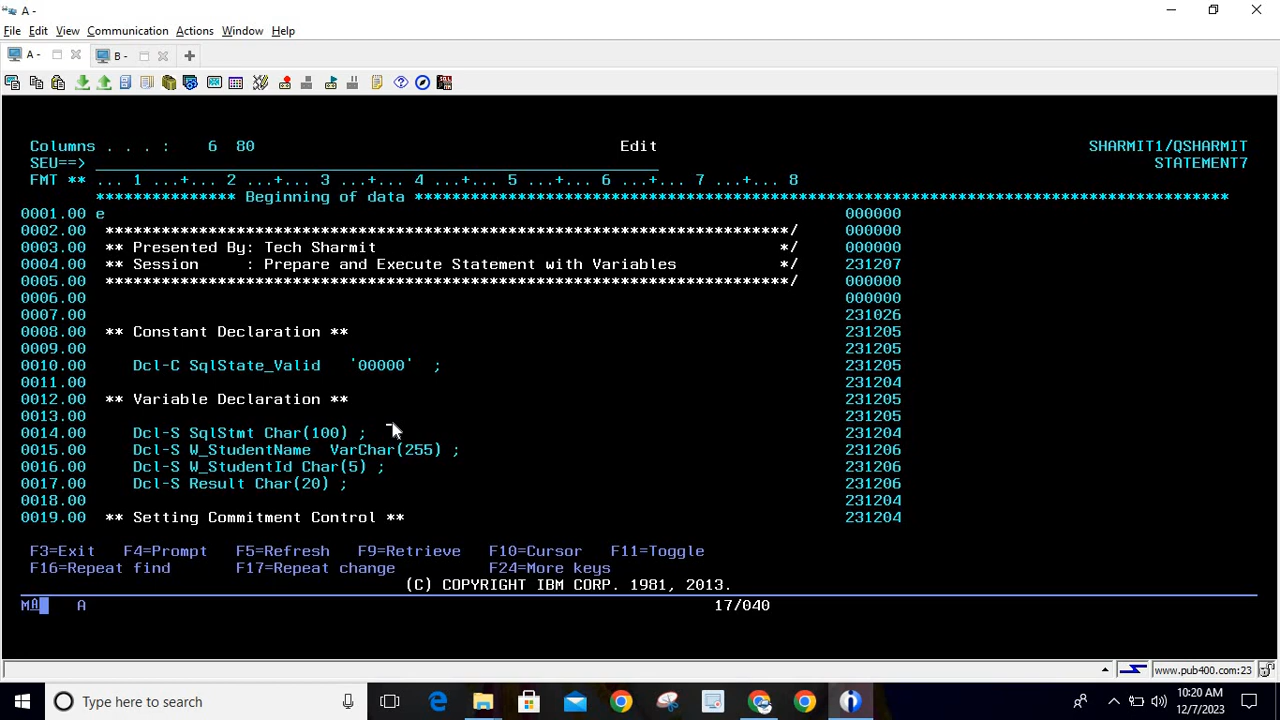 A -
File Edit View Communication Actions Window Help
A - B -
Columns . . . : 6 80 Edit SHARMIT1/QSHARMIT
SEU==> STATEMENT7
FMT ** ... 1 ...+... 2 ...+... 3 ...+... 4 ...+... 5 ...+... 6 ...+... 7 ...+... 8
*************** Beginning of data ***************************************************************************************
0001.00 e 000000
0002.00 *************************************************************************/ 000000
0003.00 ** Presented By: Tech Sharmit */ 000000
0004.00 ** Session : Prepare and Execute Statement with Variables */ 231207
0005.00 *************************************************************************/ 000000
0006.00 000000
0007.00 231026
0008.00 ** Constant Declaration ** 231205
0009.00 231205
0010.00 Dcl-C SqlState_Valid '00000' ; 231205
0011.00 231204
0012.00 ** Variable Declaration ** 231205
0013.00 231205
0014.00 Dcl-S SqlStmt Char(100) ; 231204
0015.00 Dcl-S W_StudentName VarChar(255) ; 231206
0016.00 Dcl-S W_StudentId Char(5) ; 231206
0017.00 Dcl-S Result Char(20) ; 231206
0018.00 231204
0019.00 ** Setting Commitment Control ** 231204
F3=Exit F4=Prompt F5=Refresh F9=Retrieve F10=Cursor F11=Toggle
F16=Repeat find F17=Repeat change F24=More keys
(C) COPYRIGHT IBM CORP. 1981, 2013.
MA A 17/040
www.pub400.com:23
Type here to search
10:20 AM
12/7/2023